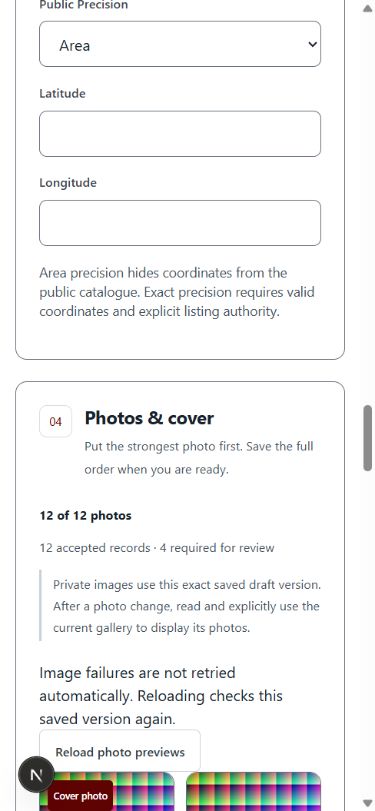 Public Precision
Area
Latitude
Longitude
Area precision hides coordinates from the
public catalogue. Exact precision requires valid
coordinates and explicit listing authority.
04
Photos & cover
Put the strongest photo first. Save the full
order when you are ready.
12 of 12 photos
12 accepted records · 4 required for review
Private images use this exact saved draft version.
After a photo change, read and explicitly use the
current gallery to display its photos.
Image failures are not retried
automatically. Reloading checks this
saved version again.
Reload photo previews
N
Cover photo